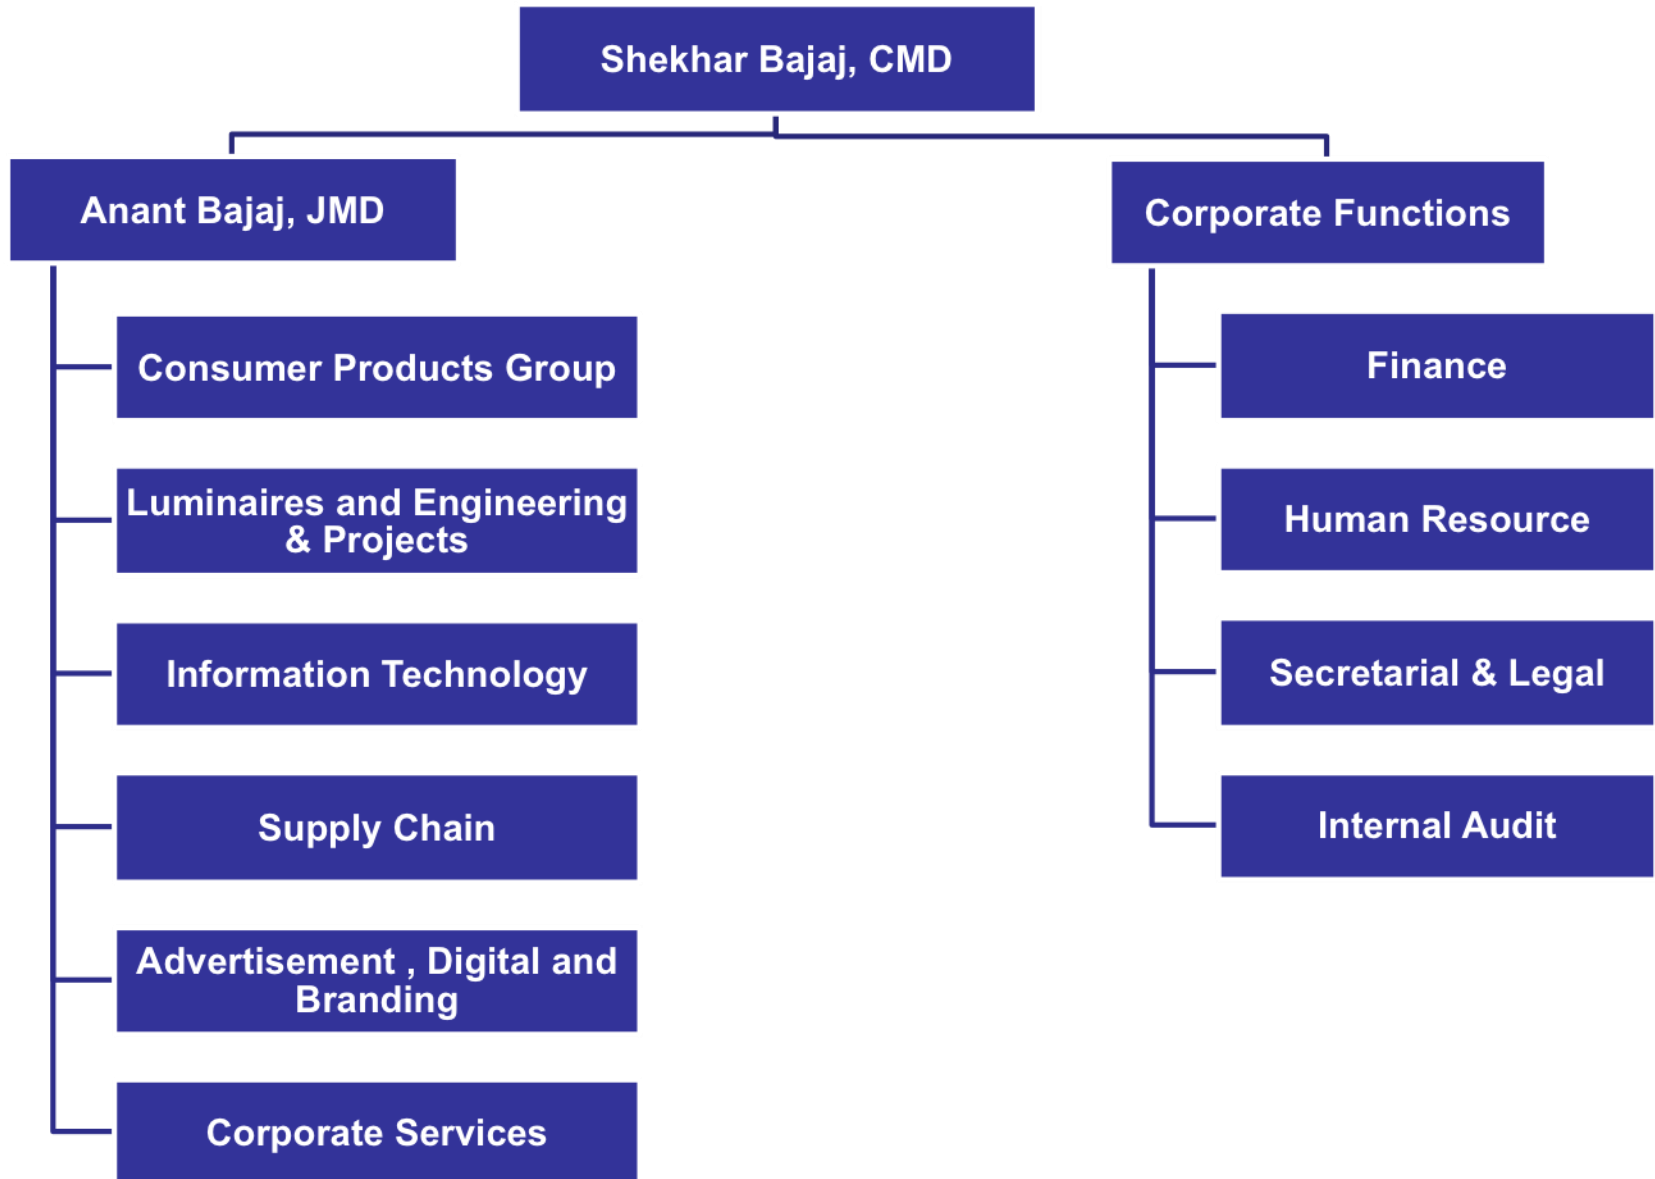 Shekhar Bajaj, CMD
Anant Bajaj, JMD
Consumer Products Group
Luminaires and Engineering
& Projects
Information Technology
Supply Chain
Advertisement , Digital and
Branding
Corporate Services
Corporate Functions
Finance
Human Resource
Secretarial & Legal
Internal Audit